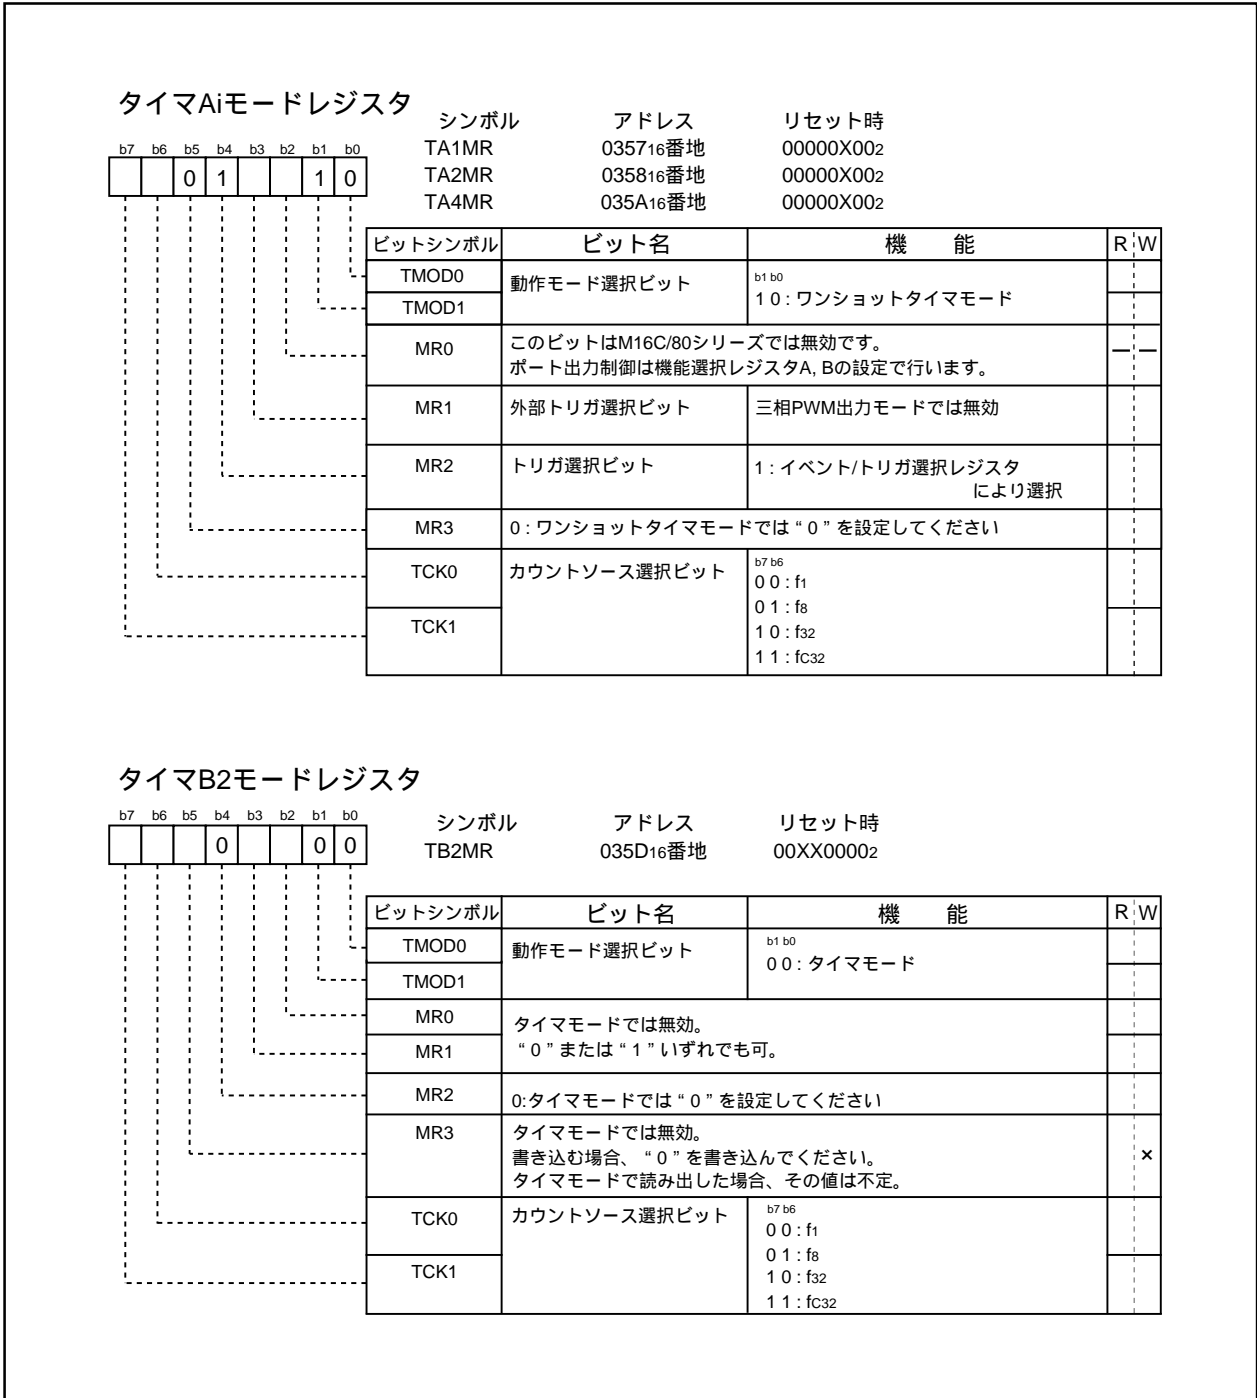 タイマAiモードレジスタ
シンボル アドレス リセット時
TA1MR 035716番地 00000X002
TA2MR 035816番地 00000X002
TA4MR 035A16番地 00000X002
b7 b6 b5 b4 b3 b2 b1 b0
0 1 1 0
ビットシンボル ビット名 機 能 R W
TMOD0 動作モード選択ビット b1 b0
1 0 : ワンショットタイマモード
TMOD1
MR0 このビットはM16C/80シリーズでは無効です。
ポート出力制御は機能選択レジスタA, Bの設定で行います。
— —
MR1 外部トリガ選択ビット 三相PWM出力モードでは無効
MR2 トリガ選択ビット 1 : イベント/トリガ選択レジスタ
により選択
MR3 0 : ワンショットタイマモードでは“ 0 ”を設定してください
TCK0 カウントソース選択ビット b7 b6
0 0 : f1
0 1 : f8
TCK1 1 0 : f32
1 1 : fC32
タイマB2モードレジスタ
シンボル アドレス リセット時
TB2MR 035D16番地 00XX00002
b7 b6 b5 b4 b3 b2 b1 b0
0 0 0
ビットシンボル ビット名 機 能 R W
TMOD0 動作モード選択ビット b1 b0
0 0 : タイマモード
TMOD1
MR0 タイマモードでは無効。
MR1 “ 0 ”または“ 1 ”いずれでも可。
MR2 0:タイマモードでは“ 0 ”を設定してください
MR3 タイマモードでは無効。
書き込む場合、“ 0 ”を書き込んでください。 ×
タイマモードで読み出した場合、その値は不定。
TCK0 カウントソース選択ビット b7 b6
0 0 : f1
0 1 : f8
TCK1 1 0 : f32
1 1 : fC32